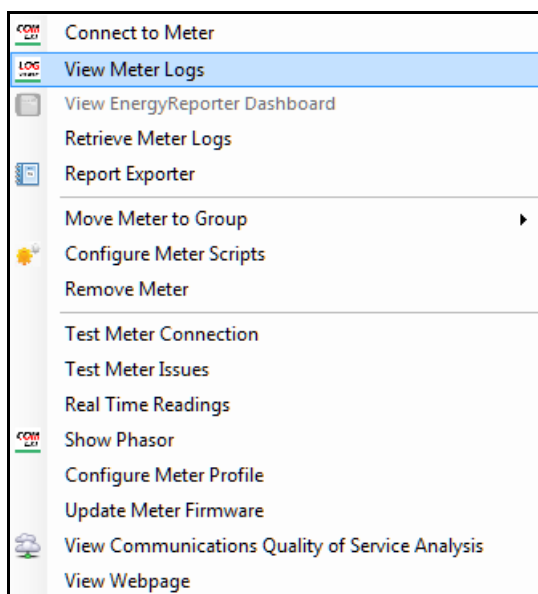 Connect to Meter
LOG
View Meter Logs
View EnergyReporter Dashboard
Retrieve Meter Logs
Report Exporter
Move Meter to Group
Configure Meter Scripts
Remove Meter
Test Meter Connection
Test Meter Issues
Real Time Readings
Show Phasor
Configure Meter Profile
Update Meter Firmware
View Communications Quality of Service Analysis
View Webpage